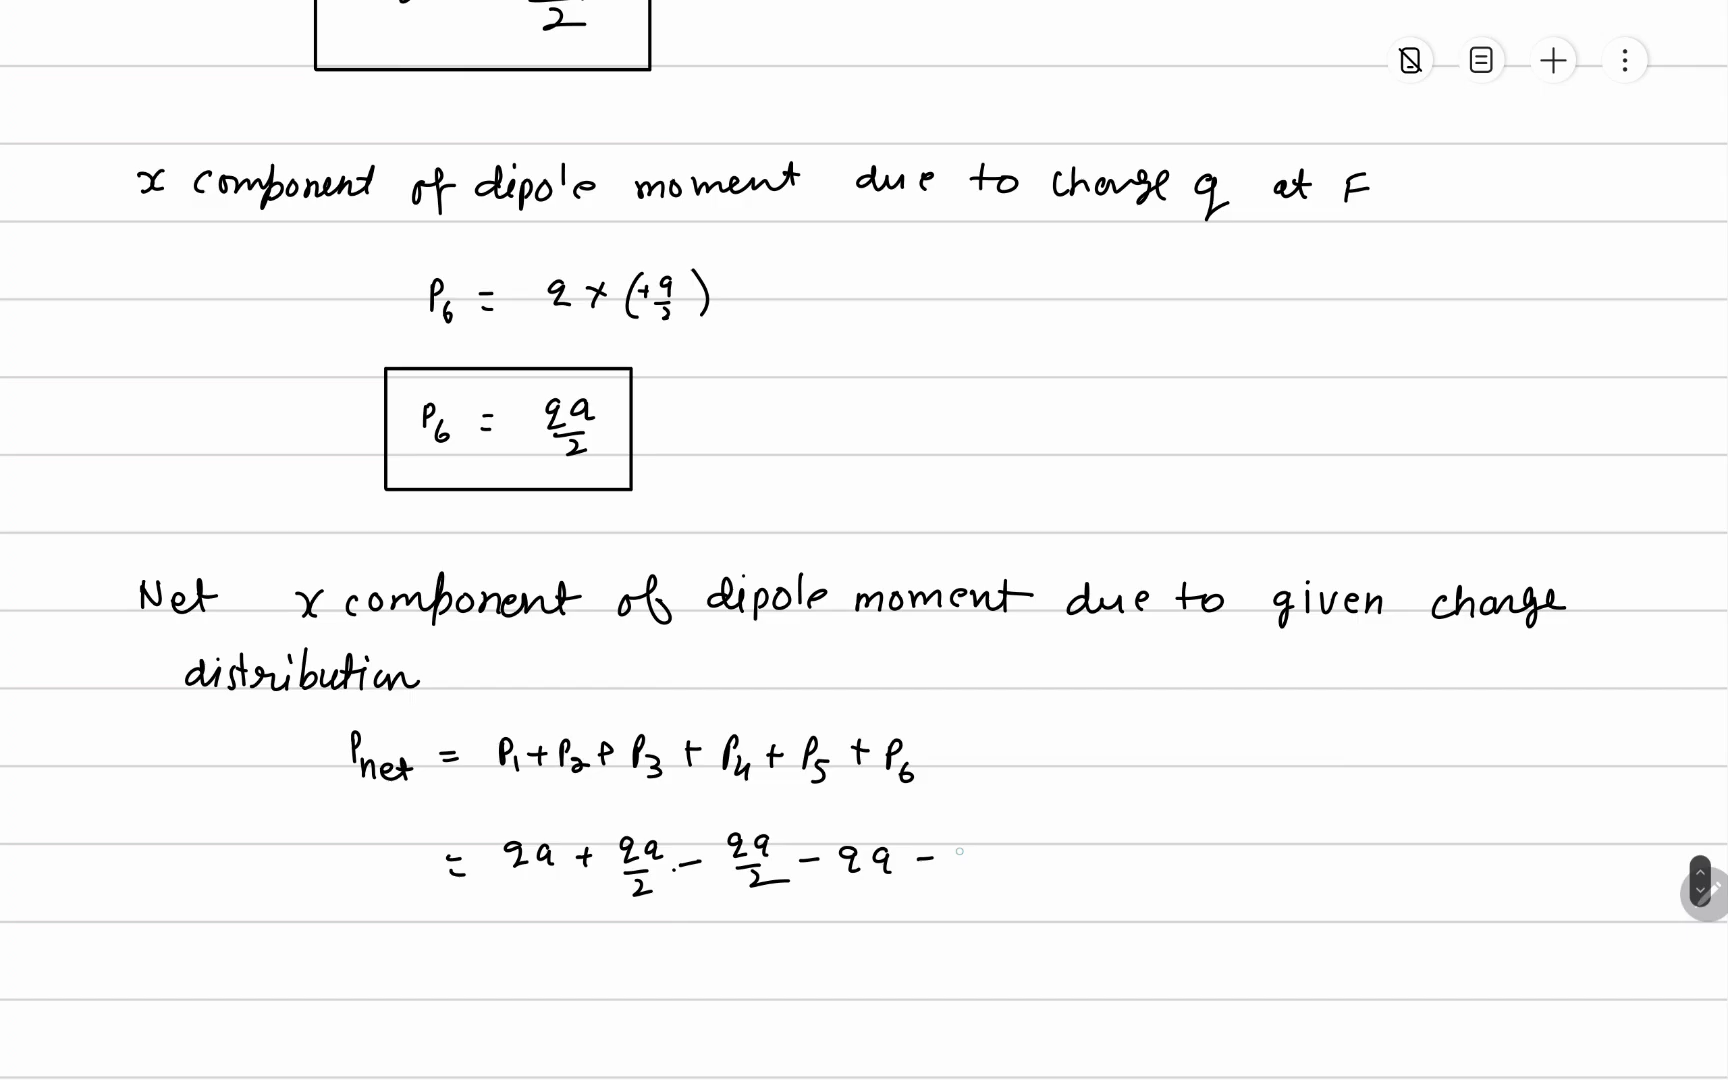 2
x component of dipole moment due to charge q at F
P₆ = q × (+a/2)
P₆ = qa/2
Net x component of dipole moment due to given charge
distribution
Pnet = P₁ + P₂ + P₃ + P₄ + P₅ + P₆
= qa + qa/2 - qa/2 - qa -